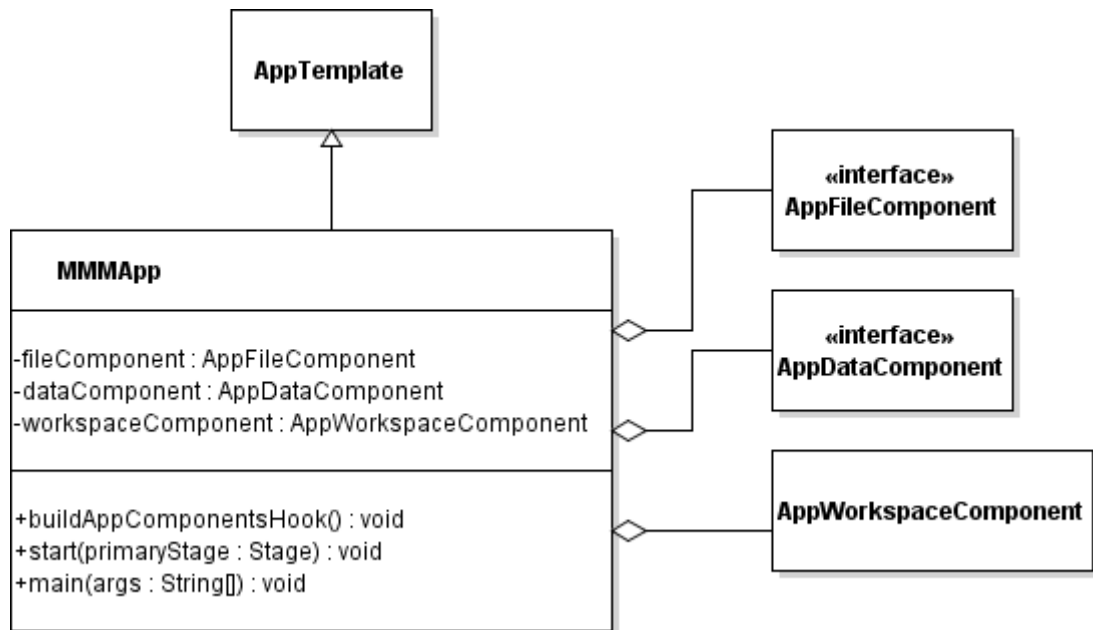 AppTemplate
«interface»
AppFileComponent
MMMApp
«interface»
AppDataComponent
-fileComponent : AppFileComponent
-dataComponent : AppDataComponent
-workspaceComponent : AppWorkspaceComponent
AppWorkspaceComponent
+buildAppComponentsHook() : void
+start(primaryStage : Stage) : void
+main(args : String[]) : void